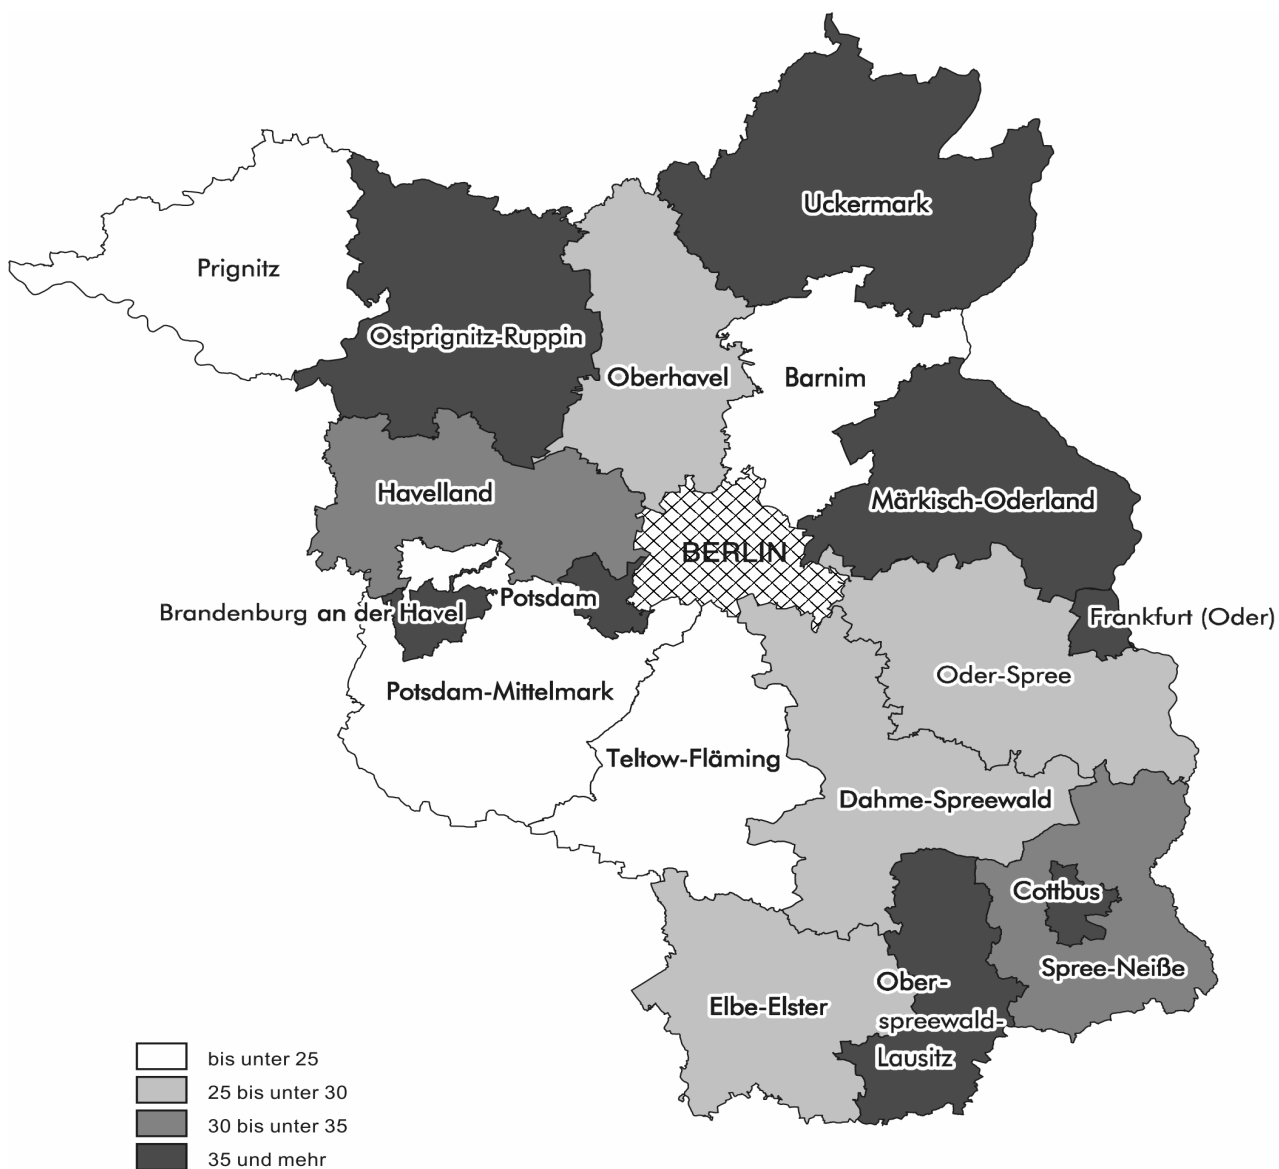 Uckermark
Prignitz
Ostprignitz-Ruppin
Oberhavel
Barnim
Havelland
Märkisch-Oderland
BERLIN
Potsdam
Brandenburg an der Havel
Frankfurt (Oder)
Oder-Spree
Potsdam-Mittelmark
Teltow-Fläming
Dahme-Spreewald
Cottbus
Spree-Neiße
Elbe-Elster
Ober-
spreewald-
Lausitz
bis unter 25
25 bis unter 30
30 bis unter 35
35 und mehr